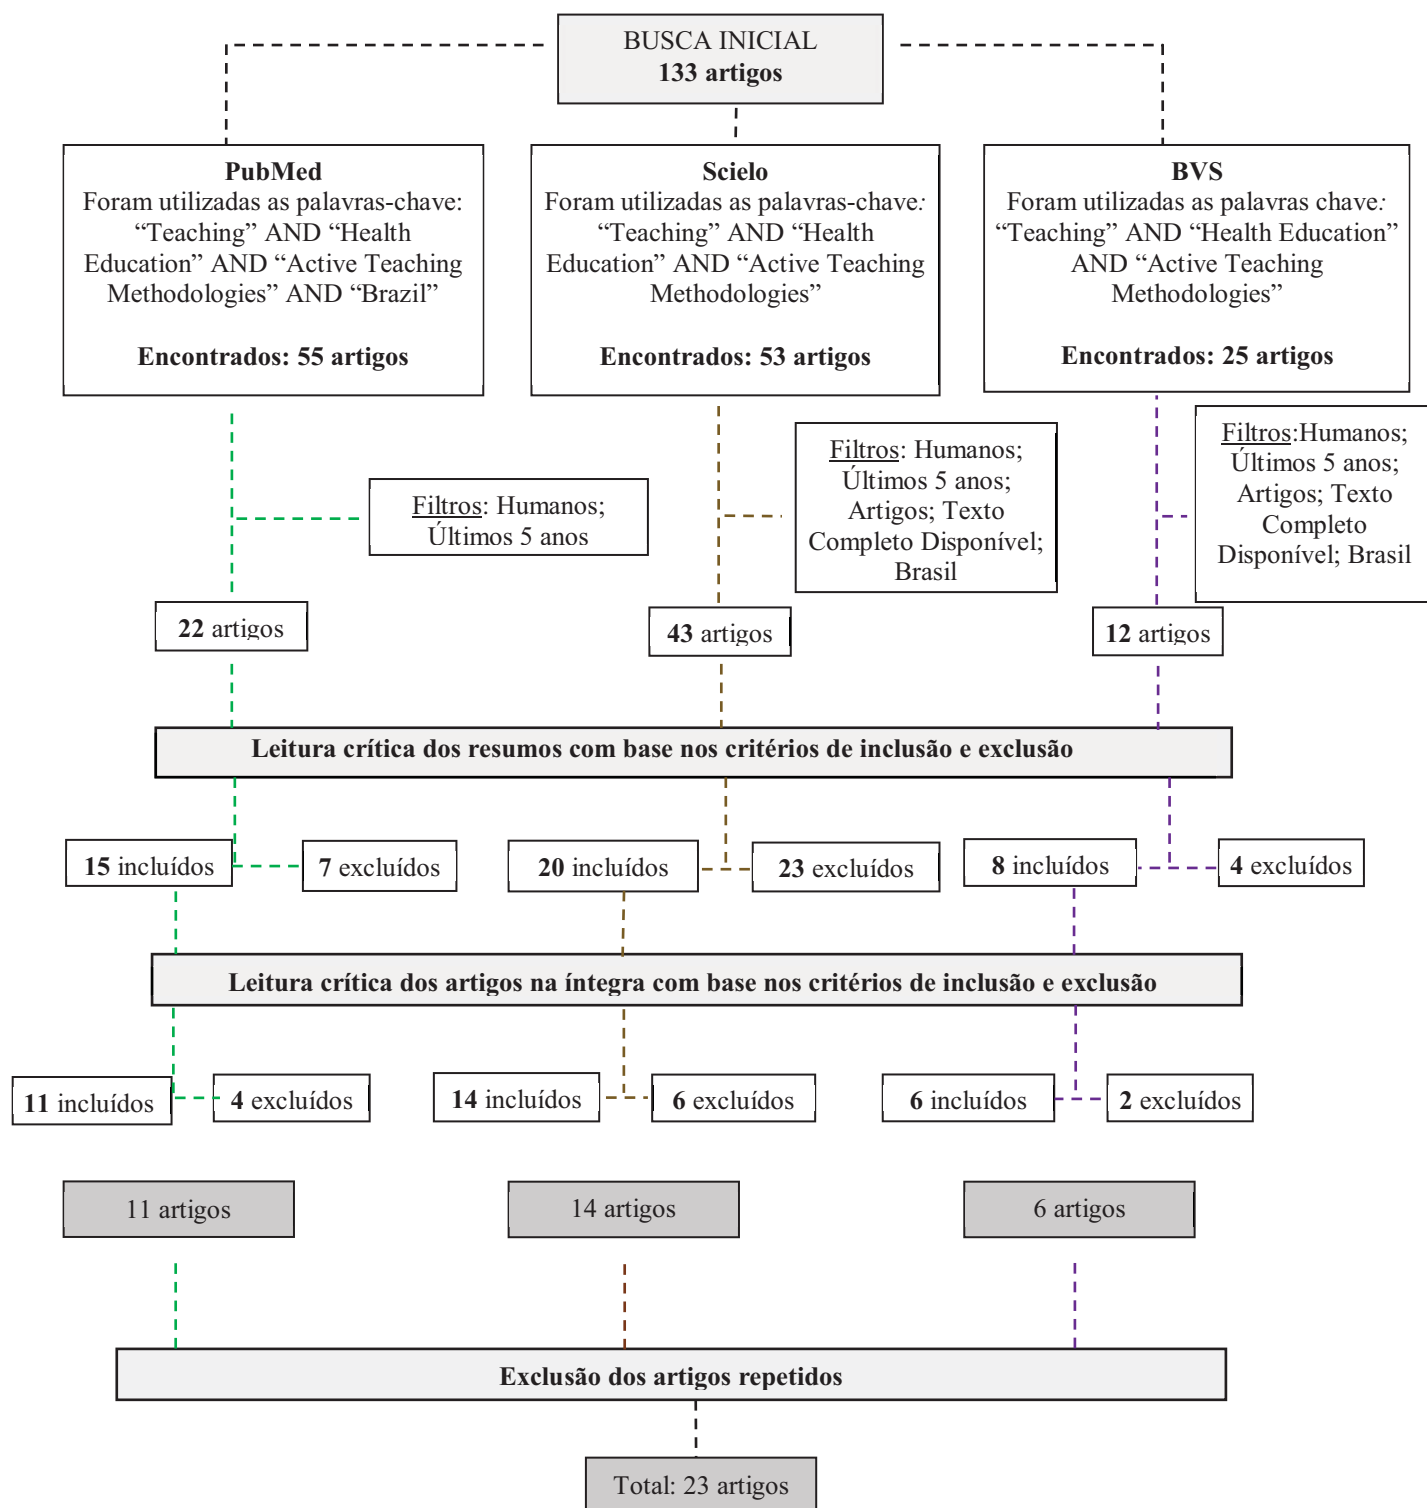 BUSCA INICIAL
133 artigos
PubMed
Foram utilizadas as palavras-chave:
“Teaching” AND “Health
Education” AND “Active Teaching
Methodologies” AND “Brazil”
Encontrados: 55 artigos
Scielo
Foram utilizadas as palavras-chave:
“Teaching” AND “Health
Education” AND “Active Teaching
Methodologies”
Encontrados: 53 artigos
BVS
Foram utilizadas as palavras chave:
“Teaching” AND “Health Education”
AND “Active Teaching
Methodologies”
Encontrados: 25 artigos
Filtros: Humanos;
Últimos 5 anos
Filtros: Humanos;
Últimos 5 anos;
Artigos; Texto
Completo Disponível;
Brasil
Filtros:Humanos;
Últimos 5 anos;
Artigos; Texto
Completo
Disponível; Brasil
22 artigos
43 artigos
12 artigos
Leitura crítica dos resumos com base nos critérios de inclusão e exclusão
15 incluídos
7 excluídos
20 incluídos
23 excluídos
8 incluídos
4 excluídos
Leitura crítica dos artigos na íntegra com base nos critérios de inclusão e exclusão
11 incluídos
4 excluídos
14 incluídos
6 excluídos
6 incluídos
2 excluídos
11 artigos
14 artigos
6 artigos
Exclusão dos artigos repetidos
Total: 23 artigos